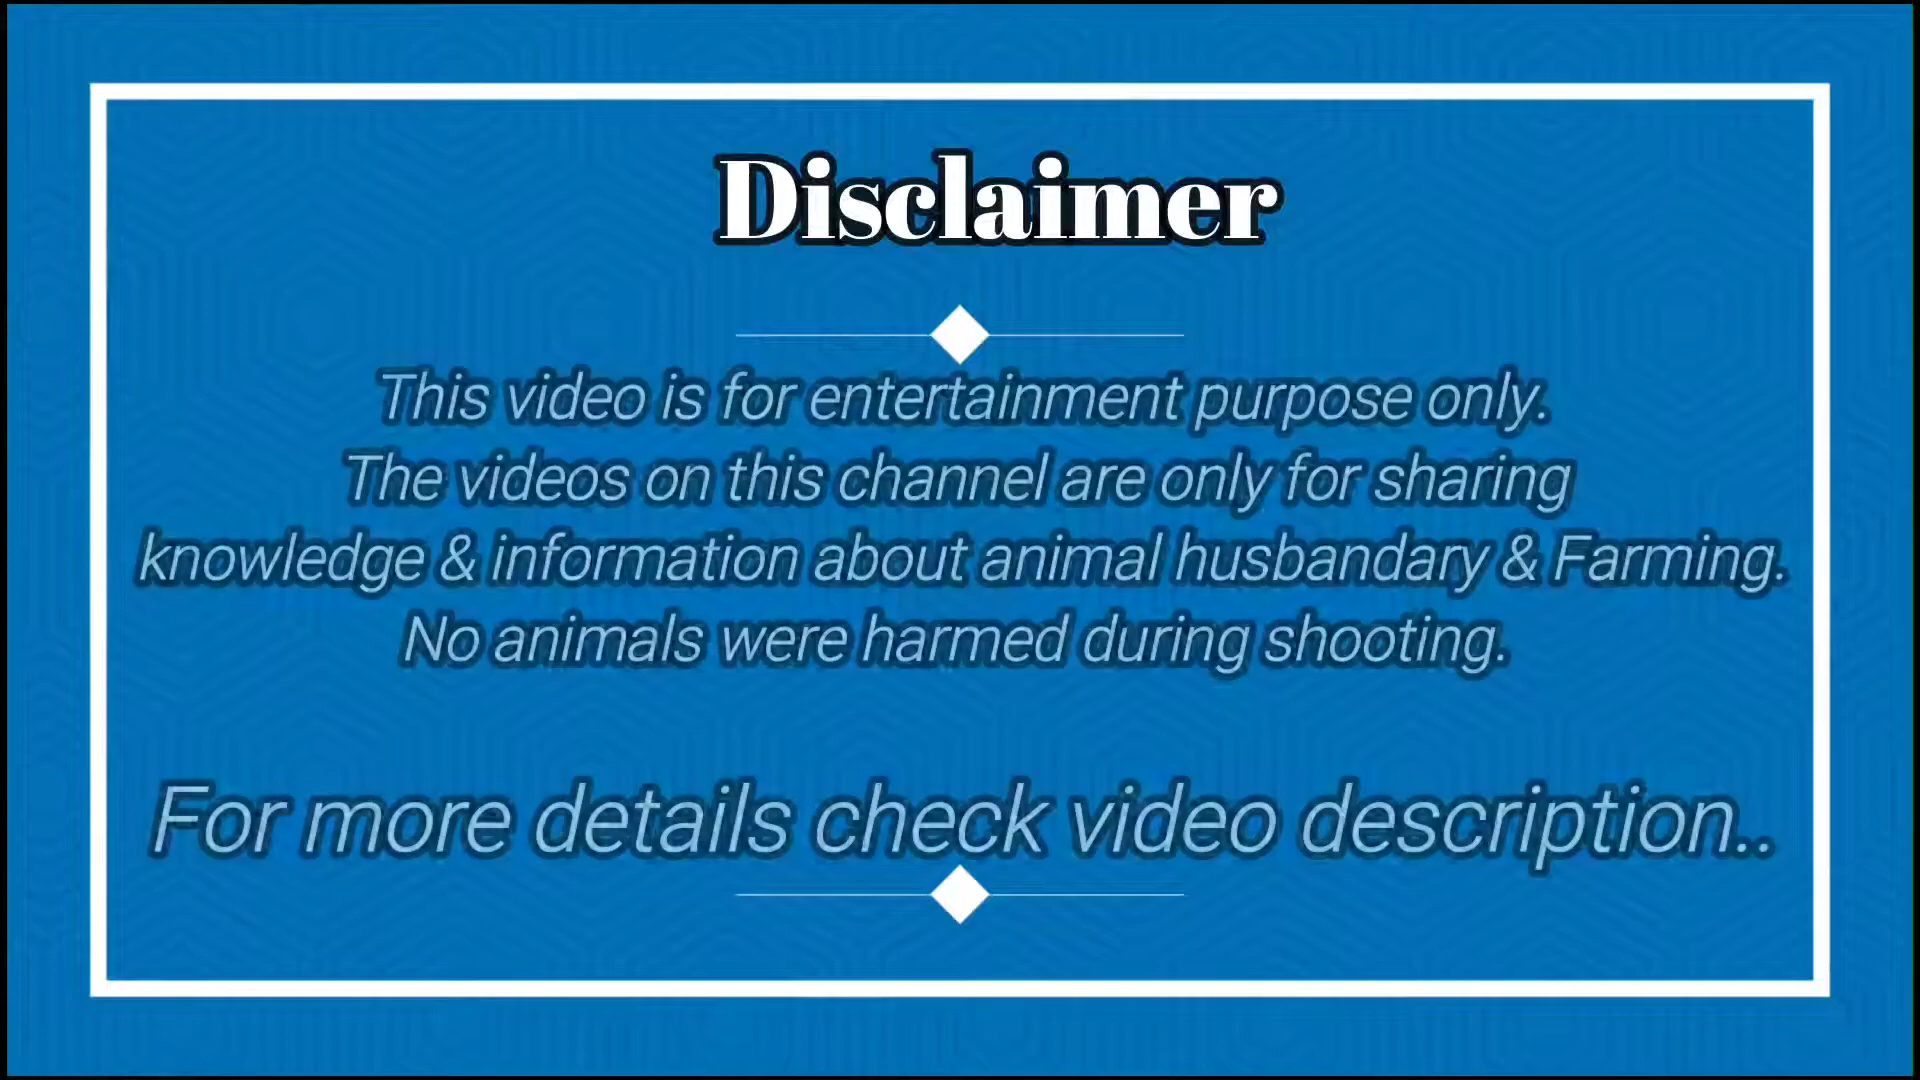 Disclaimer
This video is for entertainment purpose only.
The videos on this channel are only for sharing
knowledge & information about animal husbandary & Farming.
No animals were harmed during shooting.
For more details check video description..